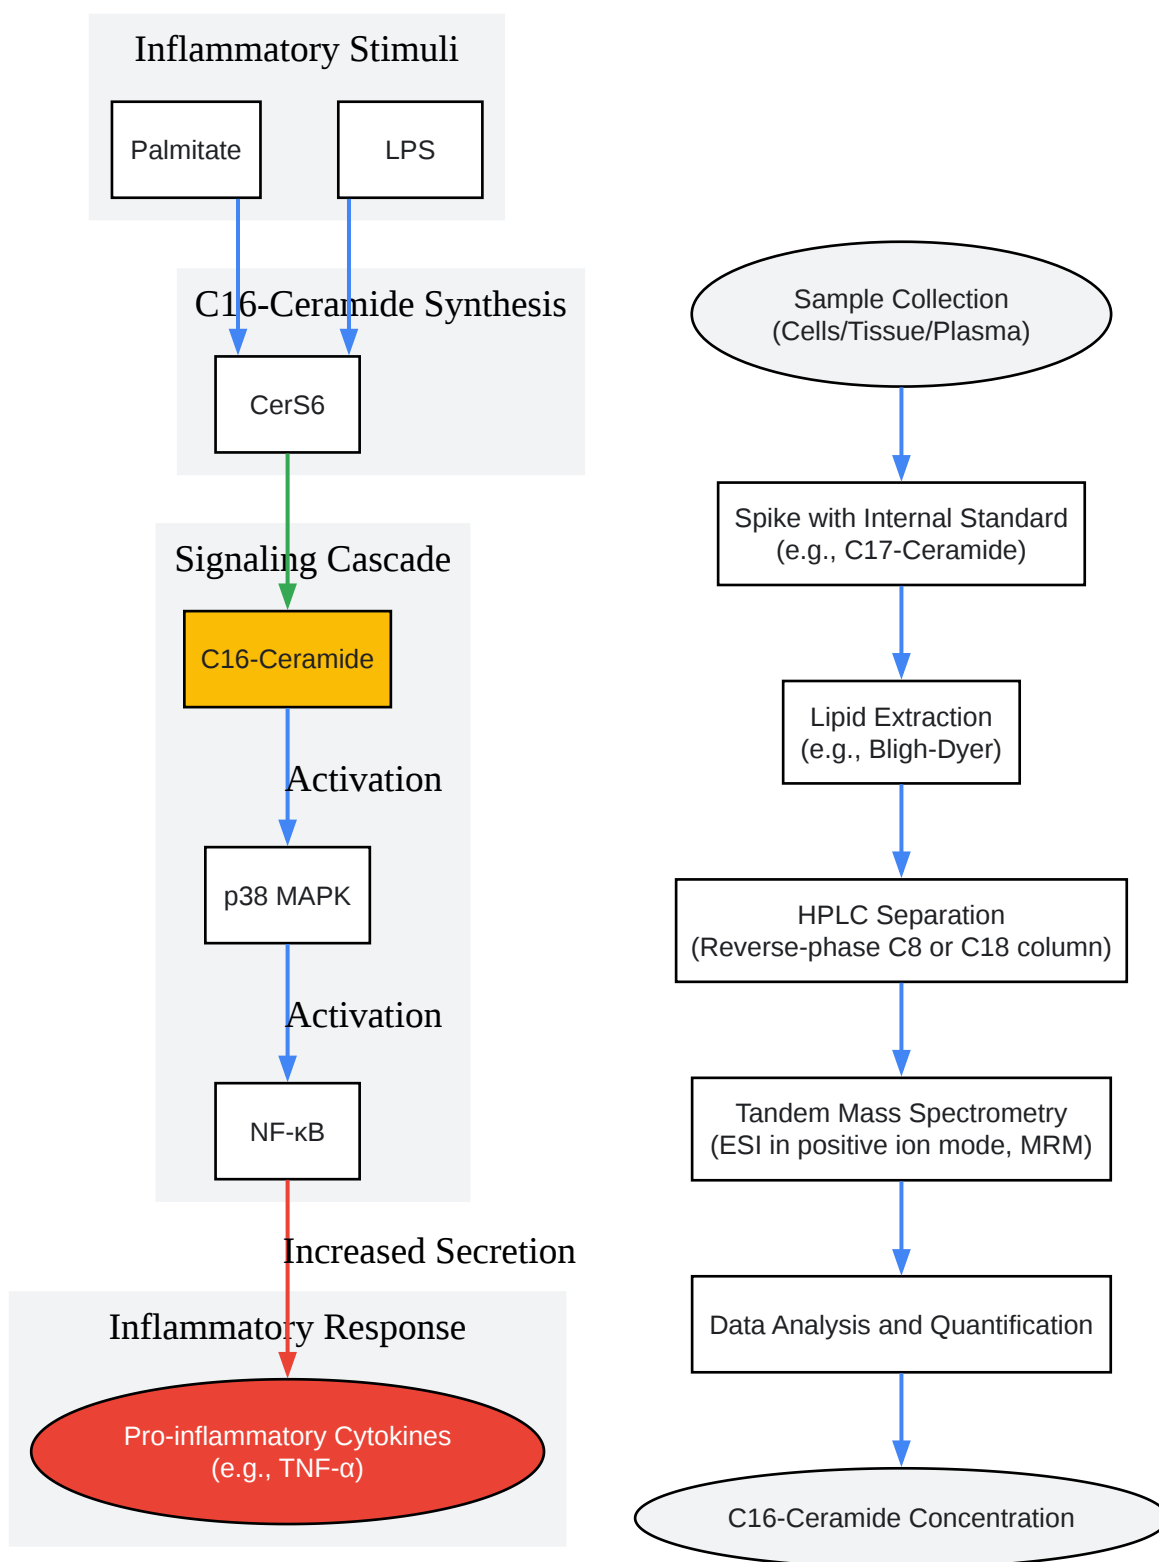 Inflammatory Stimuli
Palmitate
LPS
C16-Ceramide Synthesis
CerS6
Signaling Cascade
C16-Ceramide
Activation
p38 MAPK
Activation
NF-κB
Increased Secretion
Inflammatory Response
Pro-inflammatory Cytokines
(e.g., TNF-α)
Sample Collection
(Cells/Tissue/Plasma)
Spike with Internal Standard
(e.g., C17-Ceramide)
Lipid Extraction
(e.g., Bligh-Dyer)
HPLC Separation
(Reverse-phase C8 or C18 column)
Tandem Mass Spectrometry
(ESI in positive ion mode, MRM)
Data Analysis and Quantification
C16-Ceramide Concentration